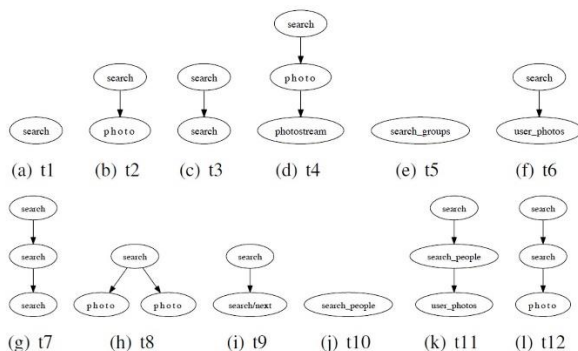 search
search search search photo search
search photo search search_groups photostream user_photos
(a) t1 (b) t2 (c) t3 (d) t4 (e) t5 (f) t6
search search search
search search search search_people search
search photo photo search/next search_people user_photos photo
(g) t7 (h) t8 (i) t9 (j) t10 (k) t11 (l) t12